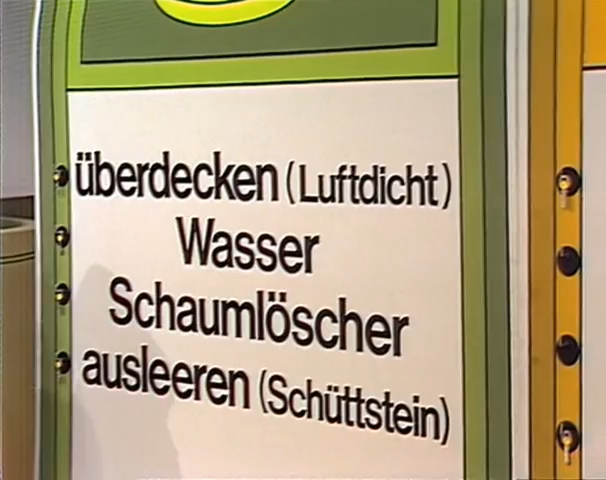 überdecken (Luftdicht)
Wasser
Schaumlöscher
ausleeren (Schüttstein)